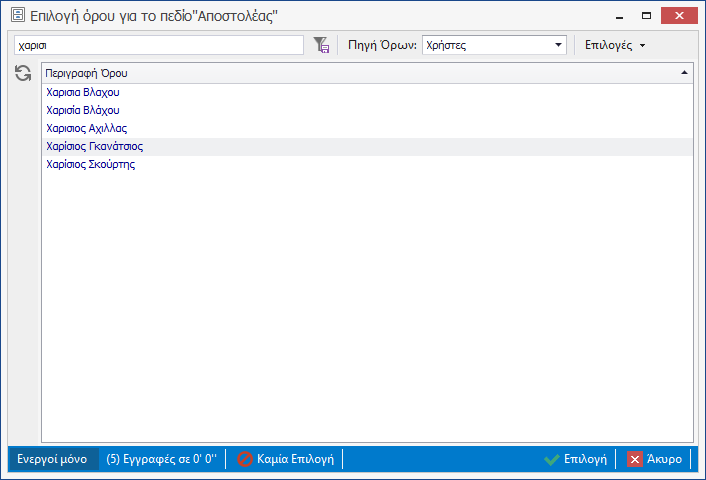 Επιλογή όρου για το πεδίο"Αποστολέας"
χαρισι
Πηγή Όρων: Χρήστες Επιλογές
Περιγραφή Όρου
Χαρισια Βλαχου
Χαρισία Βλάχου
Χαρισιος Αχιλλας
Χαρίσιος Γκανάτσιος
Χαρίσιος Σκούρτης
Ενεργοί μόνο (5) Εγγραφές σε 0' 0'' Καμία Επιλογή Επιλογή Άκυρο